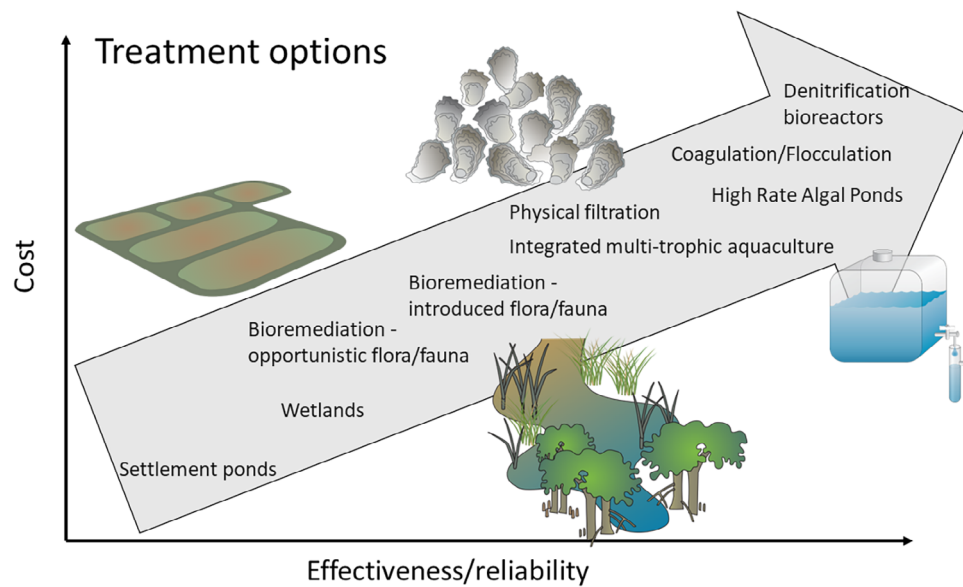 Treatment options
Denitrification
bioreactors
Coagulation/Flocculation
High Rate Algal Ponds
Physical filtration
Integrated multi-trophic aquaculture
Bioremediation -
introduced flora/fauna
Bioremediation -
opportunistic flora/fauna
Wetlands
Settlement ponds
Cost
Effectiveness/reliability